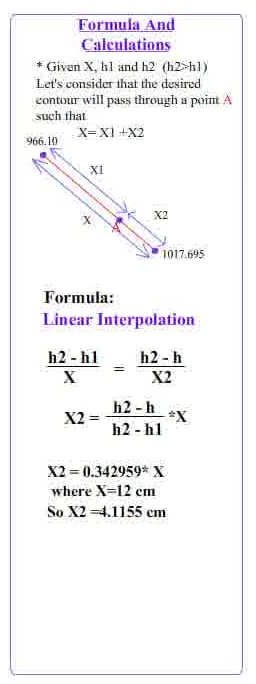 Formula And
Calculations
* Given X, h1 and h2 (h2>h1)
Let's consider that the desired
contour will pass through a point A
such that
X= X1 +X2
966.10
X1
X
X2
A
1017.695
Formula:
Linear Interpolation
h2 - h1 = h2 - h
X X2
X2 = h2 - h *X
h2 - h1
X2 = 0.342959* X
where X=12 cm
So X2 =4.1155 cm